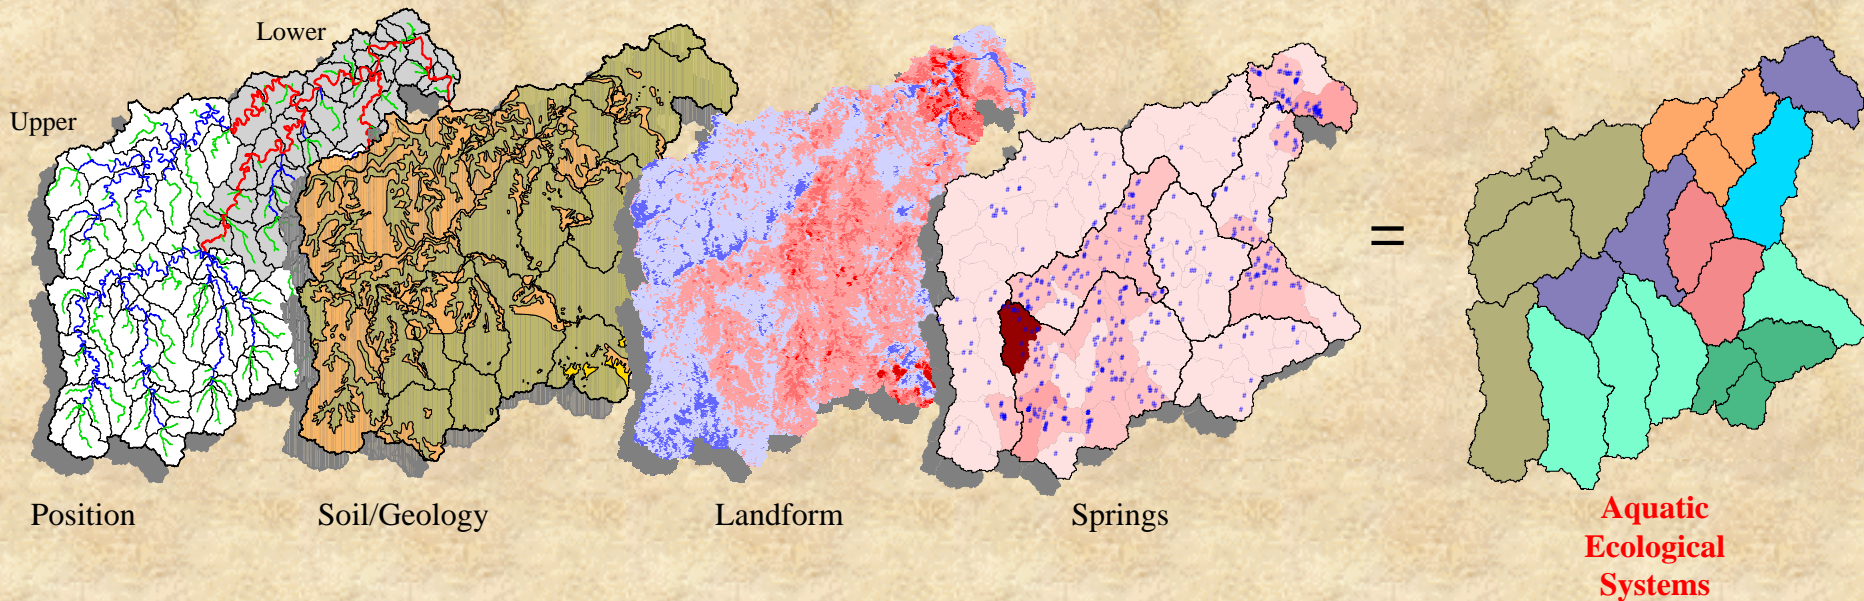 Lower
Upper
=
Position
Soil/Geology
Landform
Springs
Aquatic
Ecological
Systems